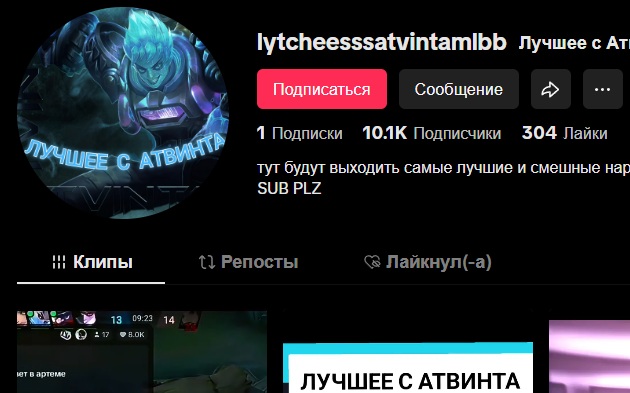 lytcheesssatvintamlbb Лучшее с Ат
Подписаться Сообщение
1 Подписки 10.1K Подписчики 304 Лайки
тут будут выходить самые лучшие и смешные нар
SUB PLZ
ЛУЧШЕЕ С АТВИНТА
Клипы Репосты Лайкнул(-а)
13 09:23 14
17 8.0K
ает в артеме
ЛУЧШЕЕ С АТВИНТА